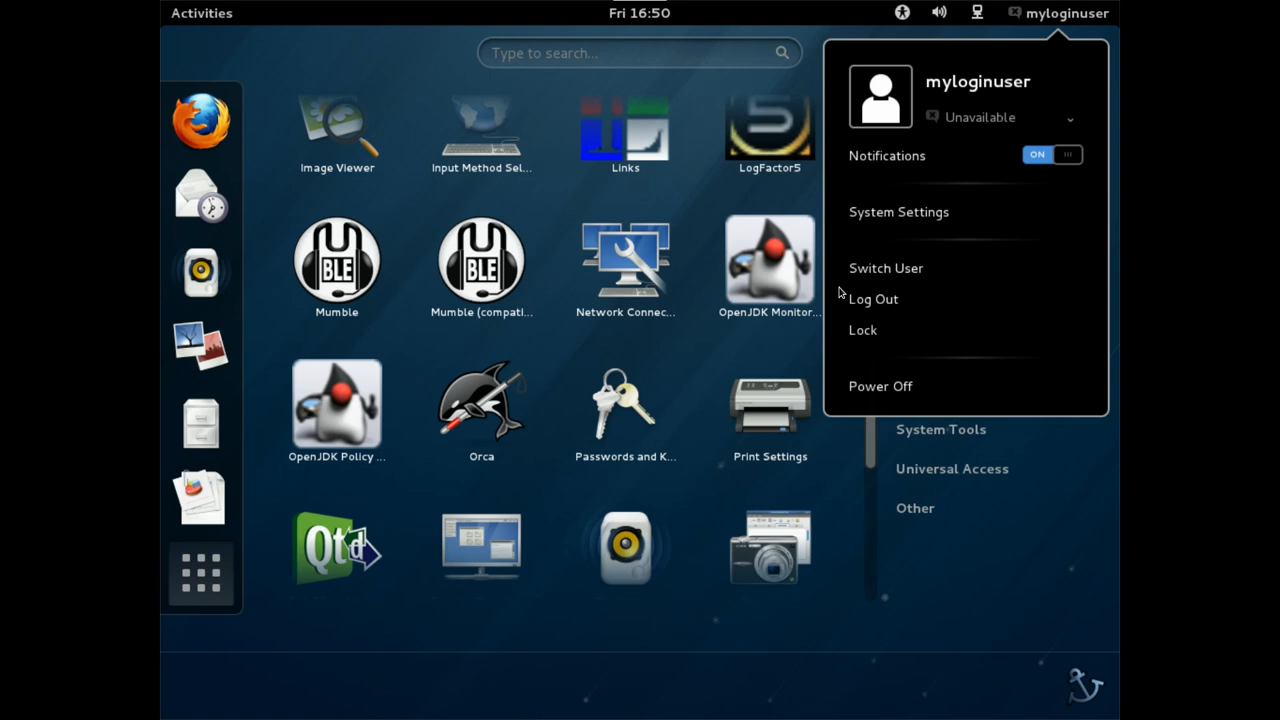 Activities
Fri 16:50
myloginuser
Type to search...
myloginuser
Unavailable
Notifications
ON
System Settings
Switch User
Log Out
Lock
Power Off
Image Viewer
Input Method Sel...
Links
5
LogFactor5
BLE
BLE
Mumble
Mumble (compati...
Network Connec...
OpenJDK Monitor...
OpenJDK Policy ...
Orca
Passwords and K...
Print Settings
Qt
d
System Tools
Universal Access
Other